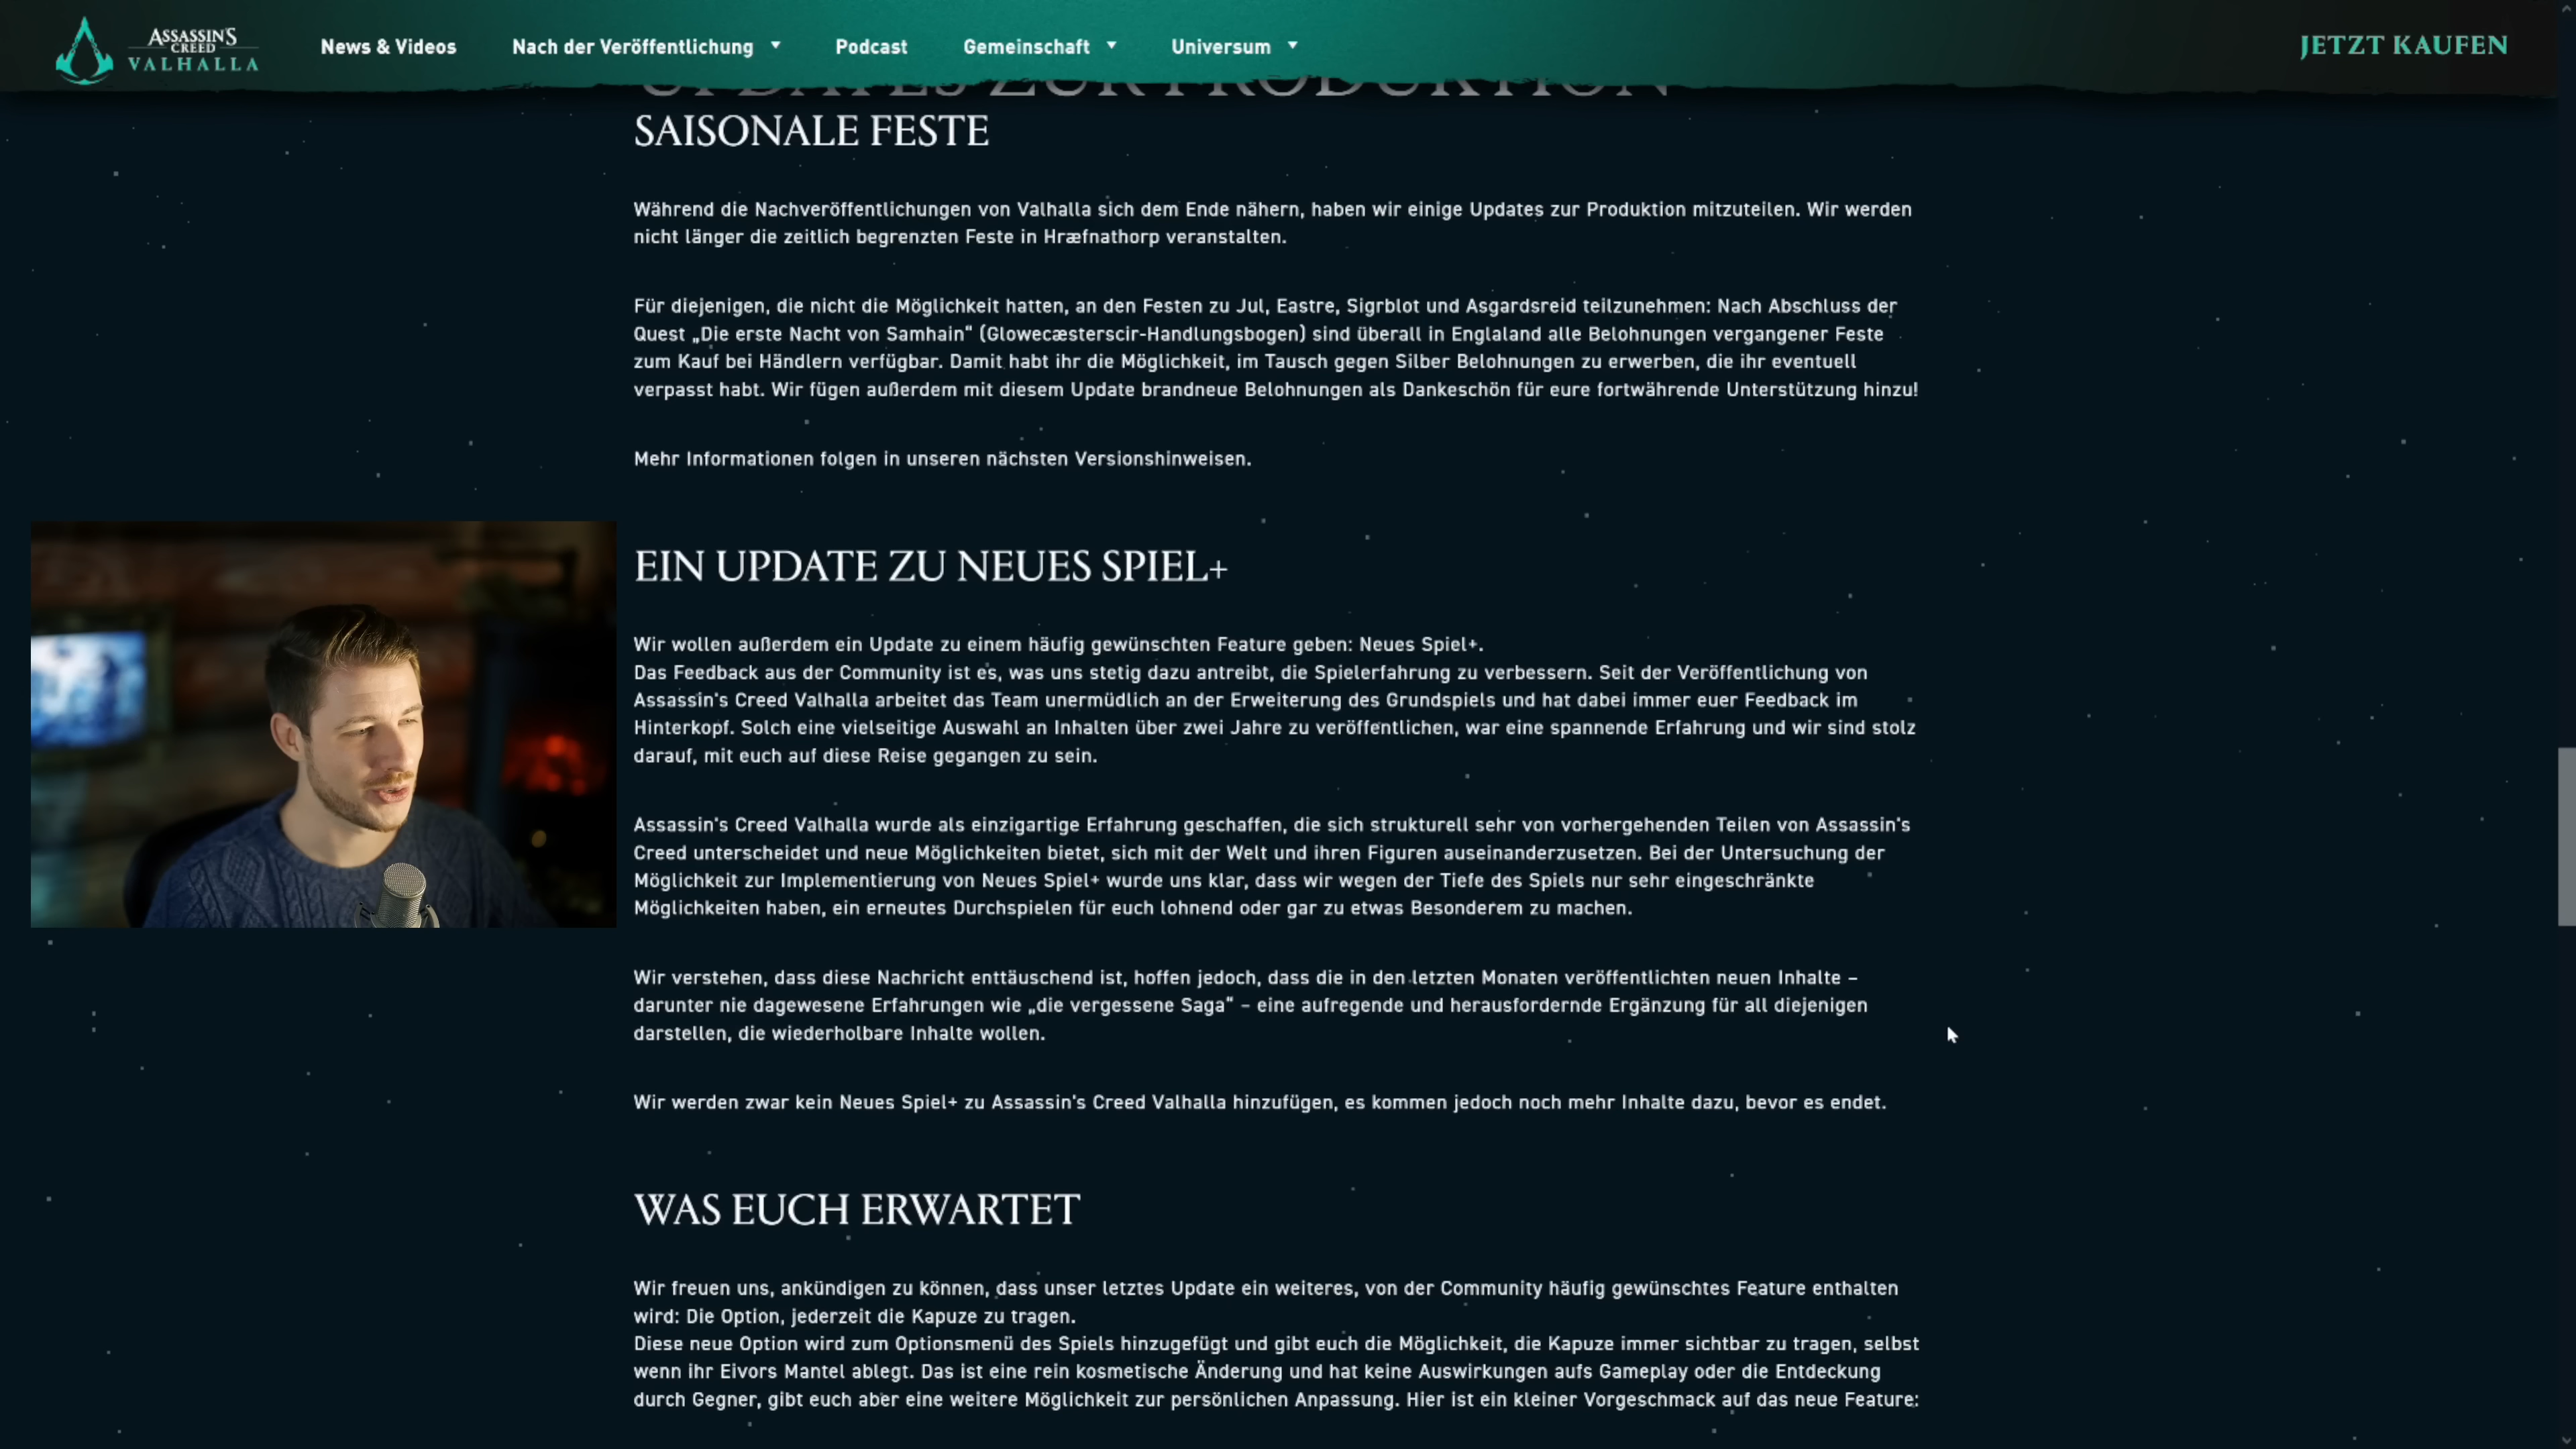 ASSASSIN'S
CREED
VALHALLA
News & Videos
Nach der Veröffentlichung
Podcast
Gemeinschaft
Universum
JETZT KAUFEN
UPDATES ZUR PRODUKTION
SAISONALE FESTE
Während die Nachveröffentlichungen von Valhalla sich dem Ende nähern, haben wir einige Updates zur Produktion mitzuteilen. Wir werden
nicht länger die zeitlich begrenzten Feste in Hræfnathorp veranstalten.
Für diejenigen, die nicht die Möglichkeit hatten, an den Festen zu Jul, Eastre, Sigrblot und Asgardsreid teilzunehmen: Nach Abschluss der
Quest „Die erste Nacht von Samhain“ (Glowecæsterscir-Handlungsbogen) sind überall in Englaland alle Belohnungen vergangener Feste
zum Kauf bei Händlern verfügbar. Damit habt ihr die Möglichkeit, im Tausch gegen Silber Belohnungen zu erwerben, die ihr eventuell
verpasst habt. Wir fügen außerdem mit diesem Update brandneue Belohnungen als Dankeschön für eure fortwährende Unterstützung hinzu!
Mehr Informationen folgen in unseren nächsten Versionshinweisen.
EIN UPDATE ZU NEUES SPIEL+
Wir wollen außerdem ein Update zu einem häufig gewünschten Feature geben: Neues Spiel+.
Das Feedback aus der Community ist es, was uns stetig dazu antreibt, die Spielerfahrung zu verbessern. Seit der Veröffentlichung von
Assassin's Creed Valhalla arbeitet das Team unermüdlich an der Erweiterung des Grundspiels und hat dabei immer euer Feedback im
Hinterkopf. Solch eine vielseitige Auswahl an Inhalten über zwei Jahre zu veröffentlichen, war eine spannende Erfahrung und wir sind stolz
darauf, mit euch auf diese Reise gegangen zu sein.
Assassin's Creed Valhalla wurde als einzigartige Erfahrung geschaffen, die sich strukturell sehr von vorhergehenden Teilen von Assassin's
Creed unterscheidet und neue Möglichkeiten bietet, sich mit der Welt und ihren Figuren auseinanderzusetzen. Bei der Untersuchung der
Möglichkeit zur Implementierung von Neues Spiel+ wurde uns klar, dass wir wegen der Tiefe des Spiels nur sehr eingeschränkte
Möglichkeiten haben, ein erneutes Durchspielen für euch lohnend oder gar zu etwas Besonderem zu machen.
Wir verstehen, dass diese Nachricht enttäuschend ist, hoffen jedoch, dass die in den letzten Monaten veröffentlichten neuen Inhalte –
darunter nie dagewesene Erfahrungen wie „die vergessene Saga“ – eine aufregende und herausfordernde Ergänzung für all diejenigen
darstellen, die wiederholbare Inhalte wollen.
Wir werden zwar kein Neues Spiel+ zu Assassin's Creed Valhalla hinzufügen, es kommen jedoch noch mehr Inhalte dazu, bevor es endet.
WAS EUCH ERWARTET
Wir freuen uns, ankündigen zu können, dass unser letztes Update ein weiteres, von der Community häufig gewünschtes Feature enthalten
wird: Die Option, jederzeit die Kapuze zu tragen.
Diese neue Option wird zum Optionsmenü des Spiels hinzugefügt und gibt euch die Möglichkeit, die Kapuze immer sichtbar zu tragen, selbst
wenn ihr Eivors Mantel ablegt. Das ist eine rein kosmetische Änderung und hat keine Auswirkungen aufs Gameplay oder die Entdeckung
durch Gegner, gibt euch aber eine weitere Möglichkeit zur persönlichen Anpassung. Hier ist ein kleiner Vorgeschmack auf das neue Feature: